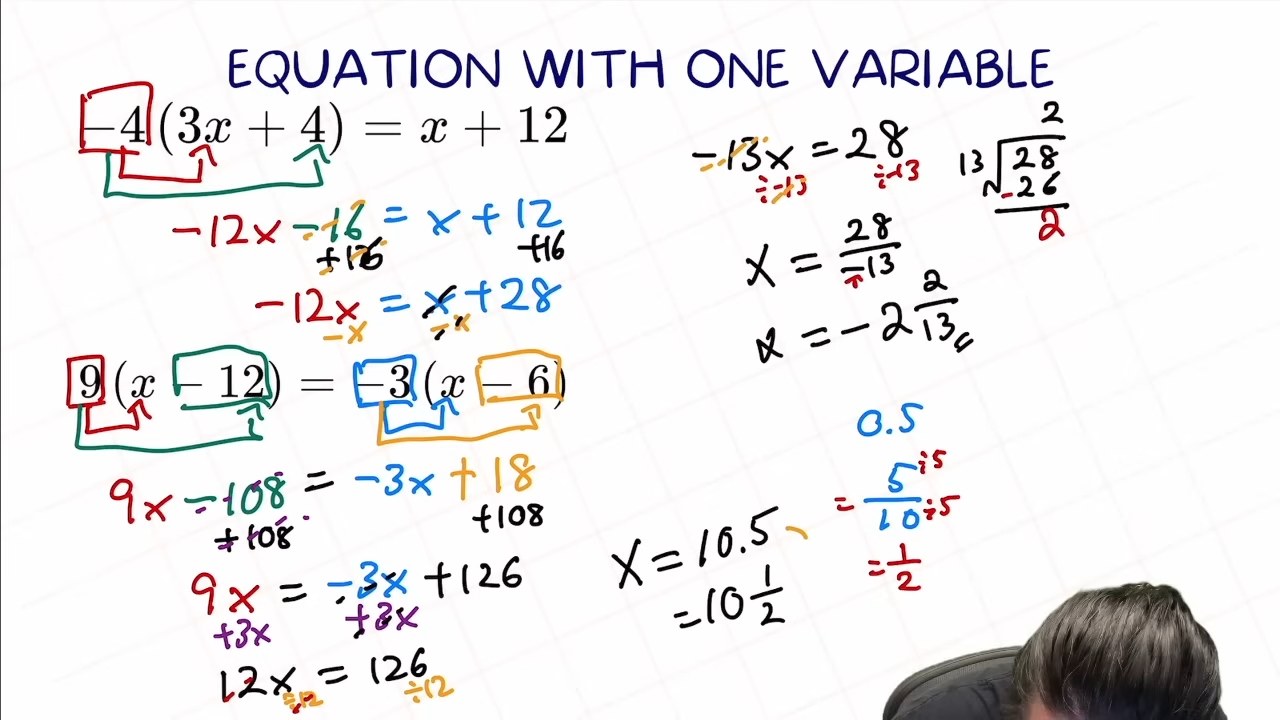 EQUATION WITH ONE VARIABLE
−4(3x + 4) = x + 12
−12x −16 = x + 12
+16 +16
−12x = x + 28
−x −x
9(x − 12) = −3(x − 6)
9x −108 = −3x + 18
+108 +108
9x = −3x + 126
+3x +3x
12x = 126
÷12 ÷12
−13x = 28
÷−13 ÷−13
x = 28/−13
x = −2 2/13
2
13 28
−26
2
x = 10.5
= 10 1/2
0.5
= 5÷5/10÷5
= 1/2